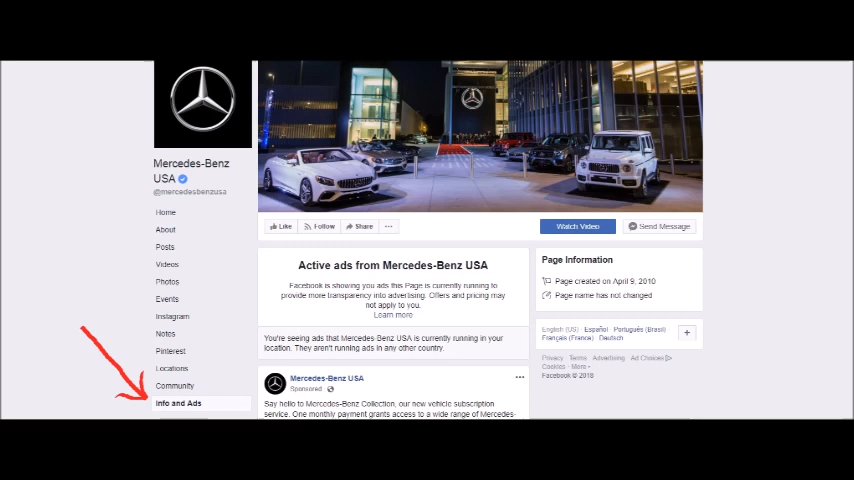 Mercedes-Benz
USA
@mercedesbenzusa
Home
About
Posts
Videos
Photos
Events
Instagram
Notes
Pinterest
Locations
Community
Info and Ads
Like Follow Share ...
Watch Video Send Message
Active ads from Mercedes-Benz USA
Facebook is showing you ads this Page is currently running to
provide more transparency into advertising. Offers and pricing may
not apply to you.
Learn more
You're seeing ads that Mercedes-Benz USA is currently running in your
location. They aren't running ads in any other country.
Mercedes-Benz USA
Sponsored ·
Say hello to Mercedes-Benz Collection, our new vehicle subscription
service. One monthly payment grants access to a wide range of Mercedes-
Page Information
Page created on April 9, 2010
Page name has not changed
English (US) · Español · Português (Brasil) ·
Français (France) · Deutsch
Privacy · Terms · Advertising · Ad Choices
Cookies · More
Facebook © 2018